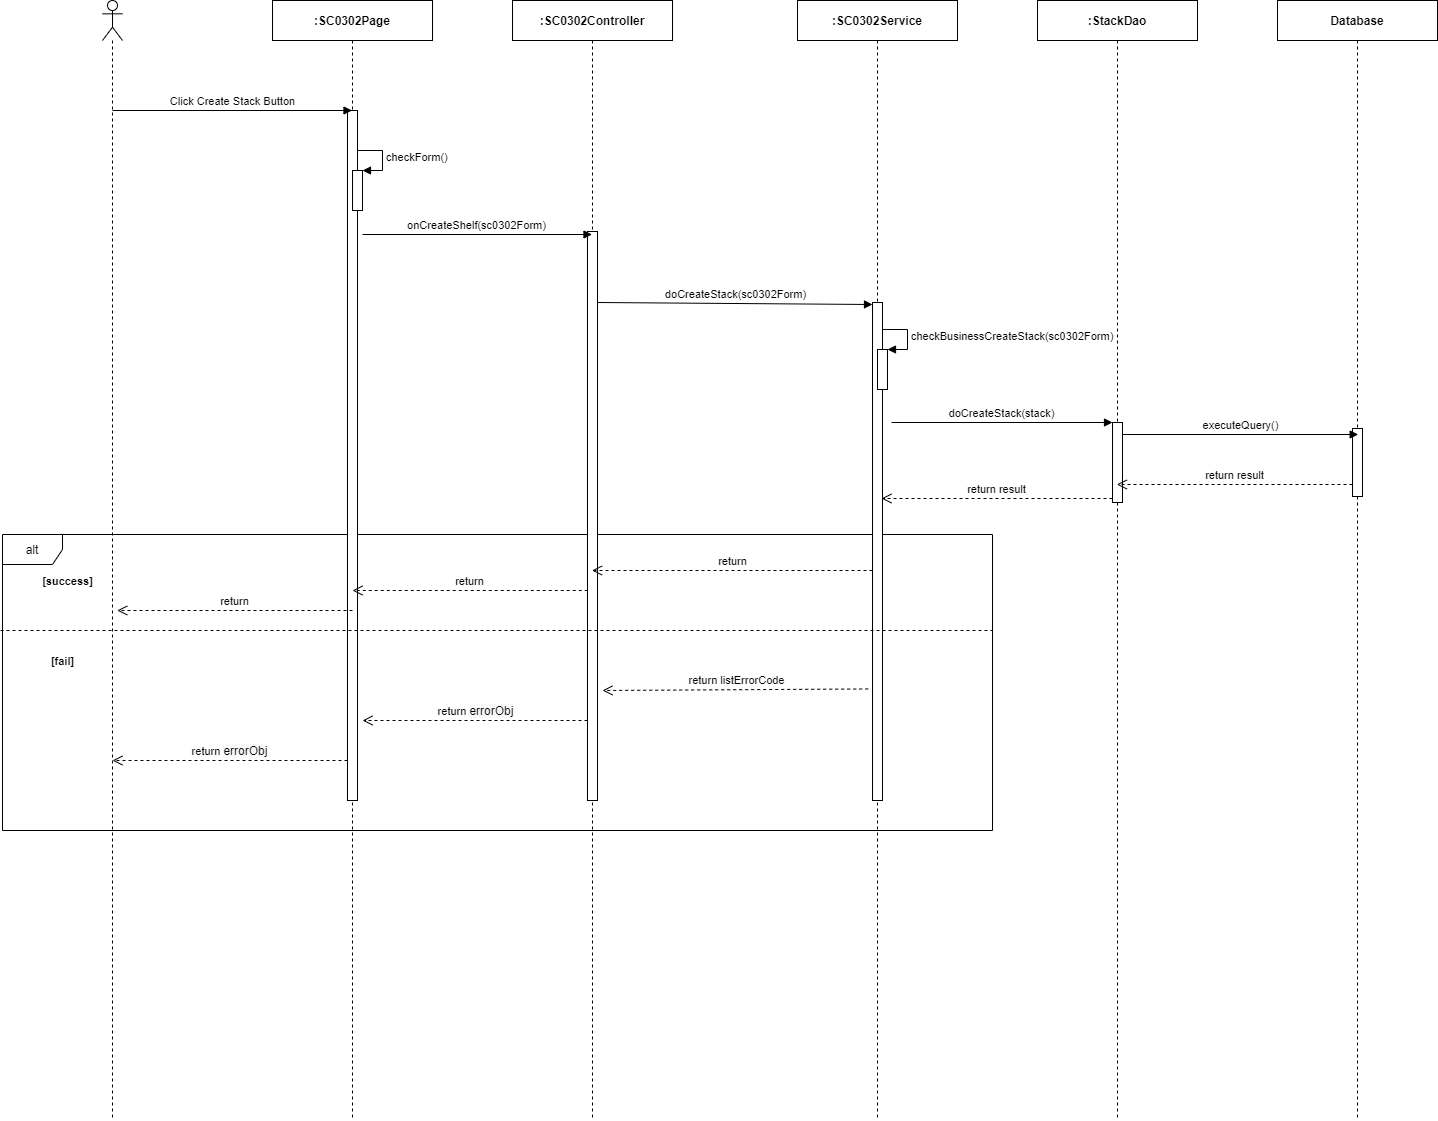 :SC0302Page
:SC0302Controller
:SC0302Service
:StackDao
Database
Click Create Stack Button
checkForm()
onCreateShelf(sc0302Form)
doCreateStack(sc0302Form)
checkBusinessCreateStack(sc0302Form)
doCreateStack(stack)
executeQuery()
return result
return result
alt
[success]
return
return
return
[fail]
return listErrorCode
return errorObj
return errorObj